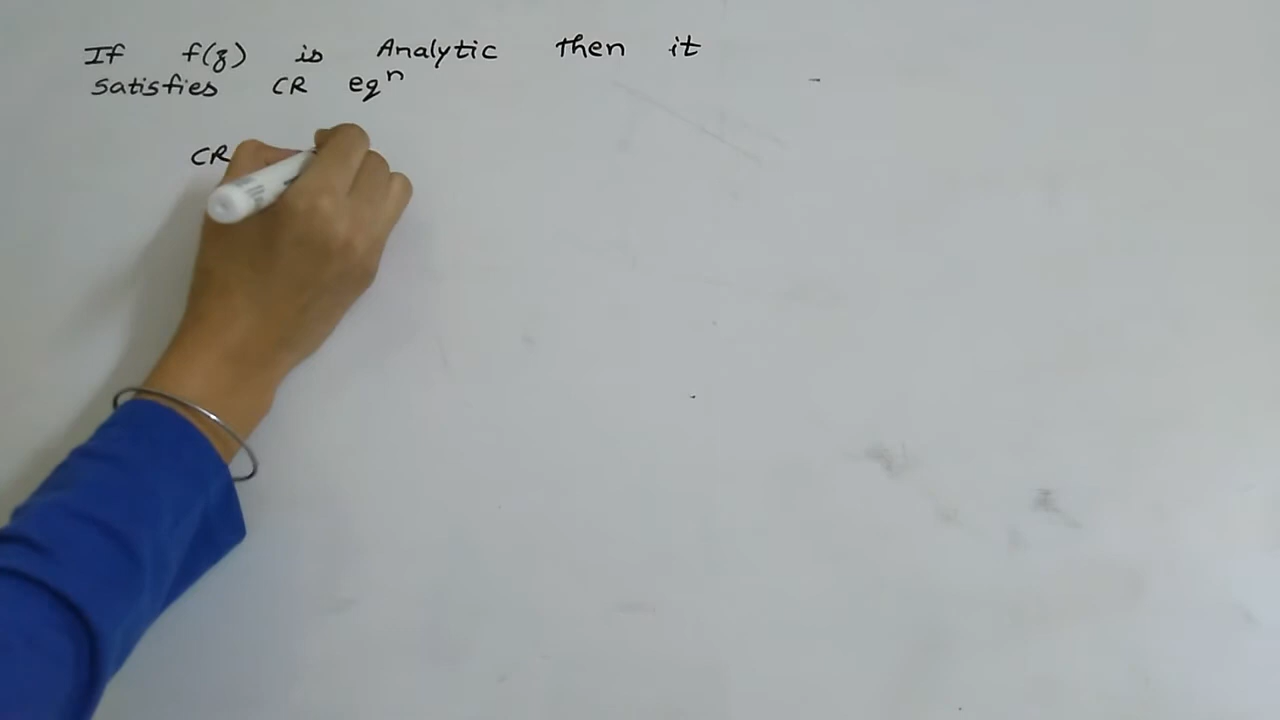 If f(z) is Analytic then it
satisfies CR eqⁿ
CR